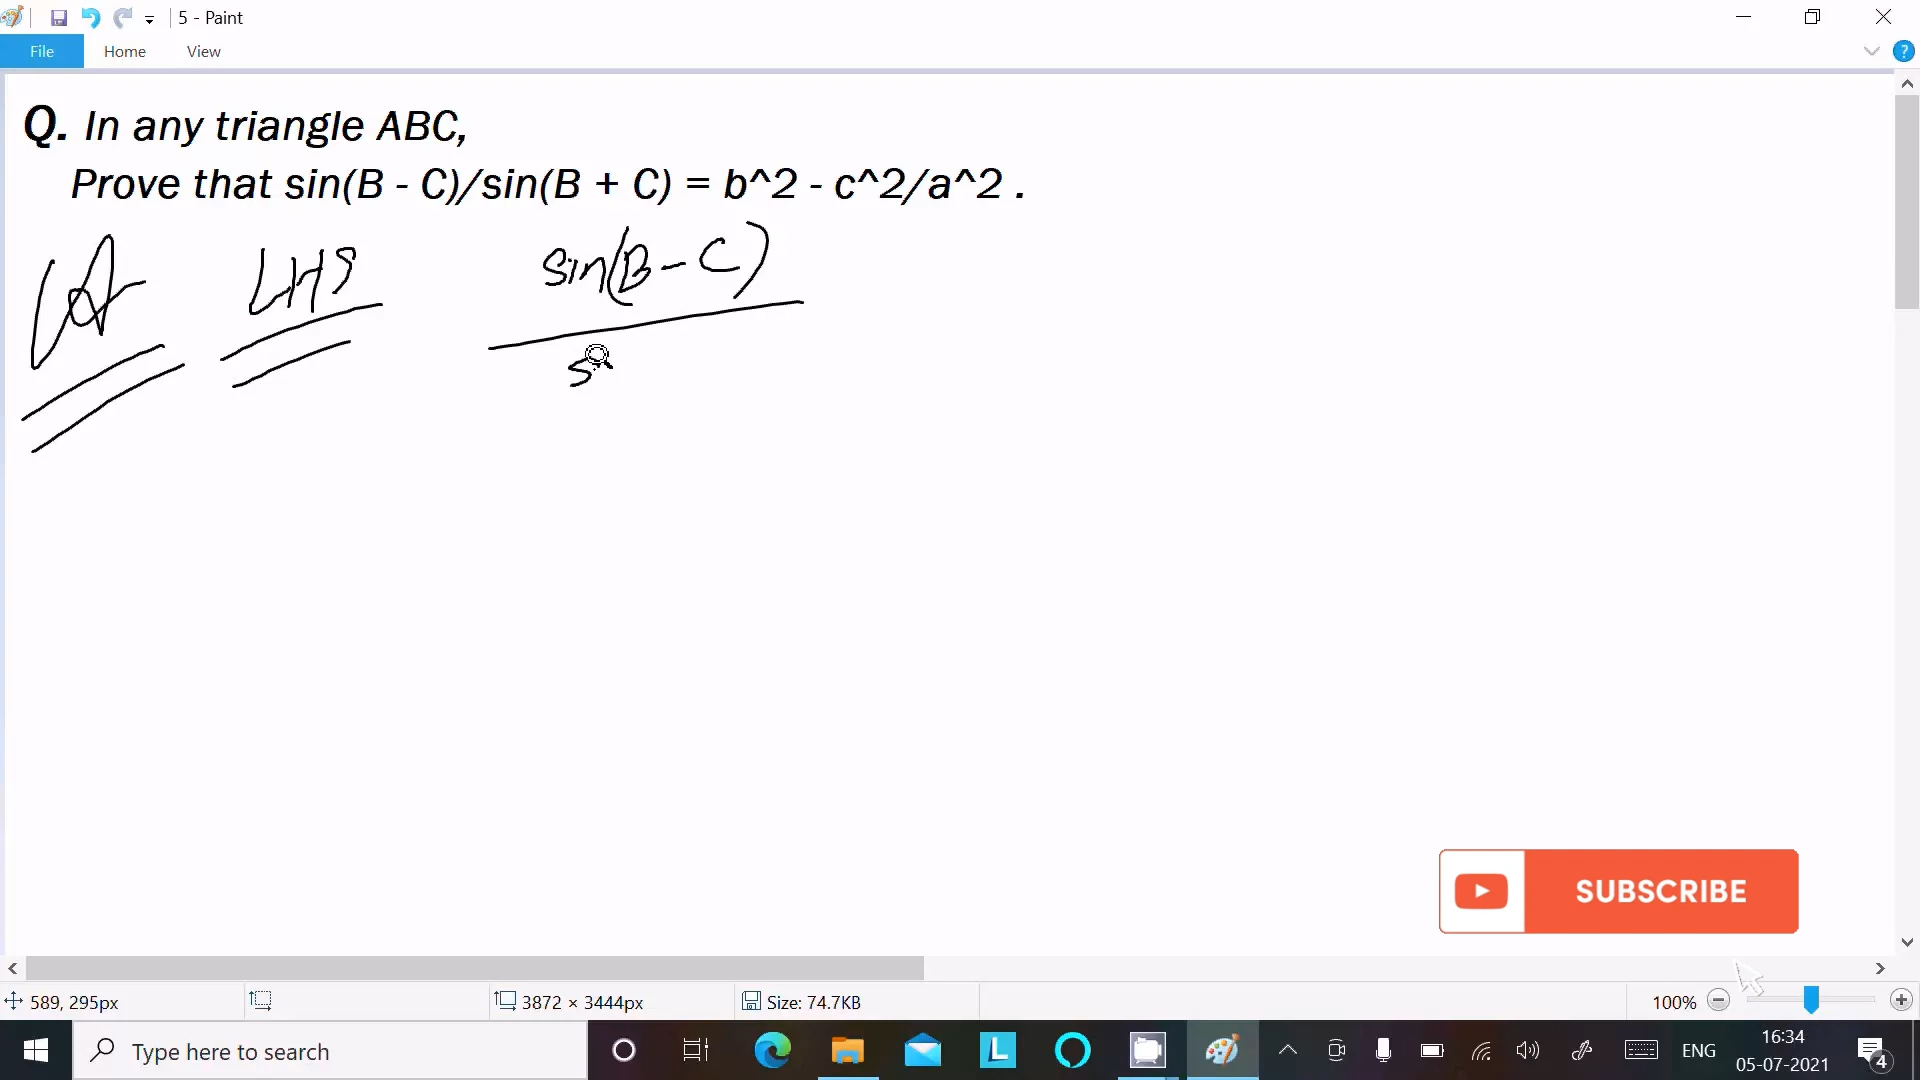 5 - Paint
File Home View
Q. In any triangle ABC,
Prove that sin(B - C)/sin(B + C) = b^2 - c^2/a^2 .
LHS sin(B-C)
s
SUBSCRIBE
589, 295px 3872 × 3444px Size: 74.7KB 100%
Type here to search ENG 16:34
05-07-2021 4